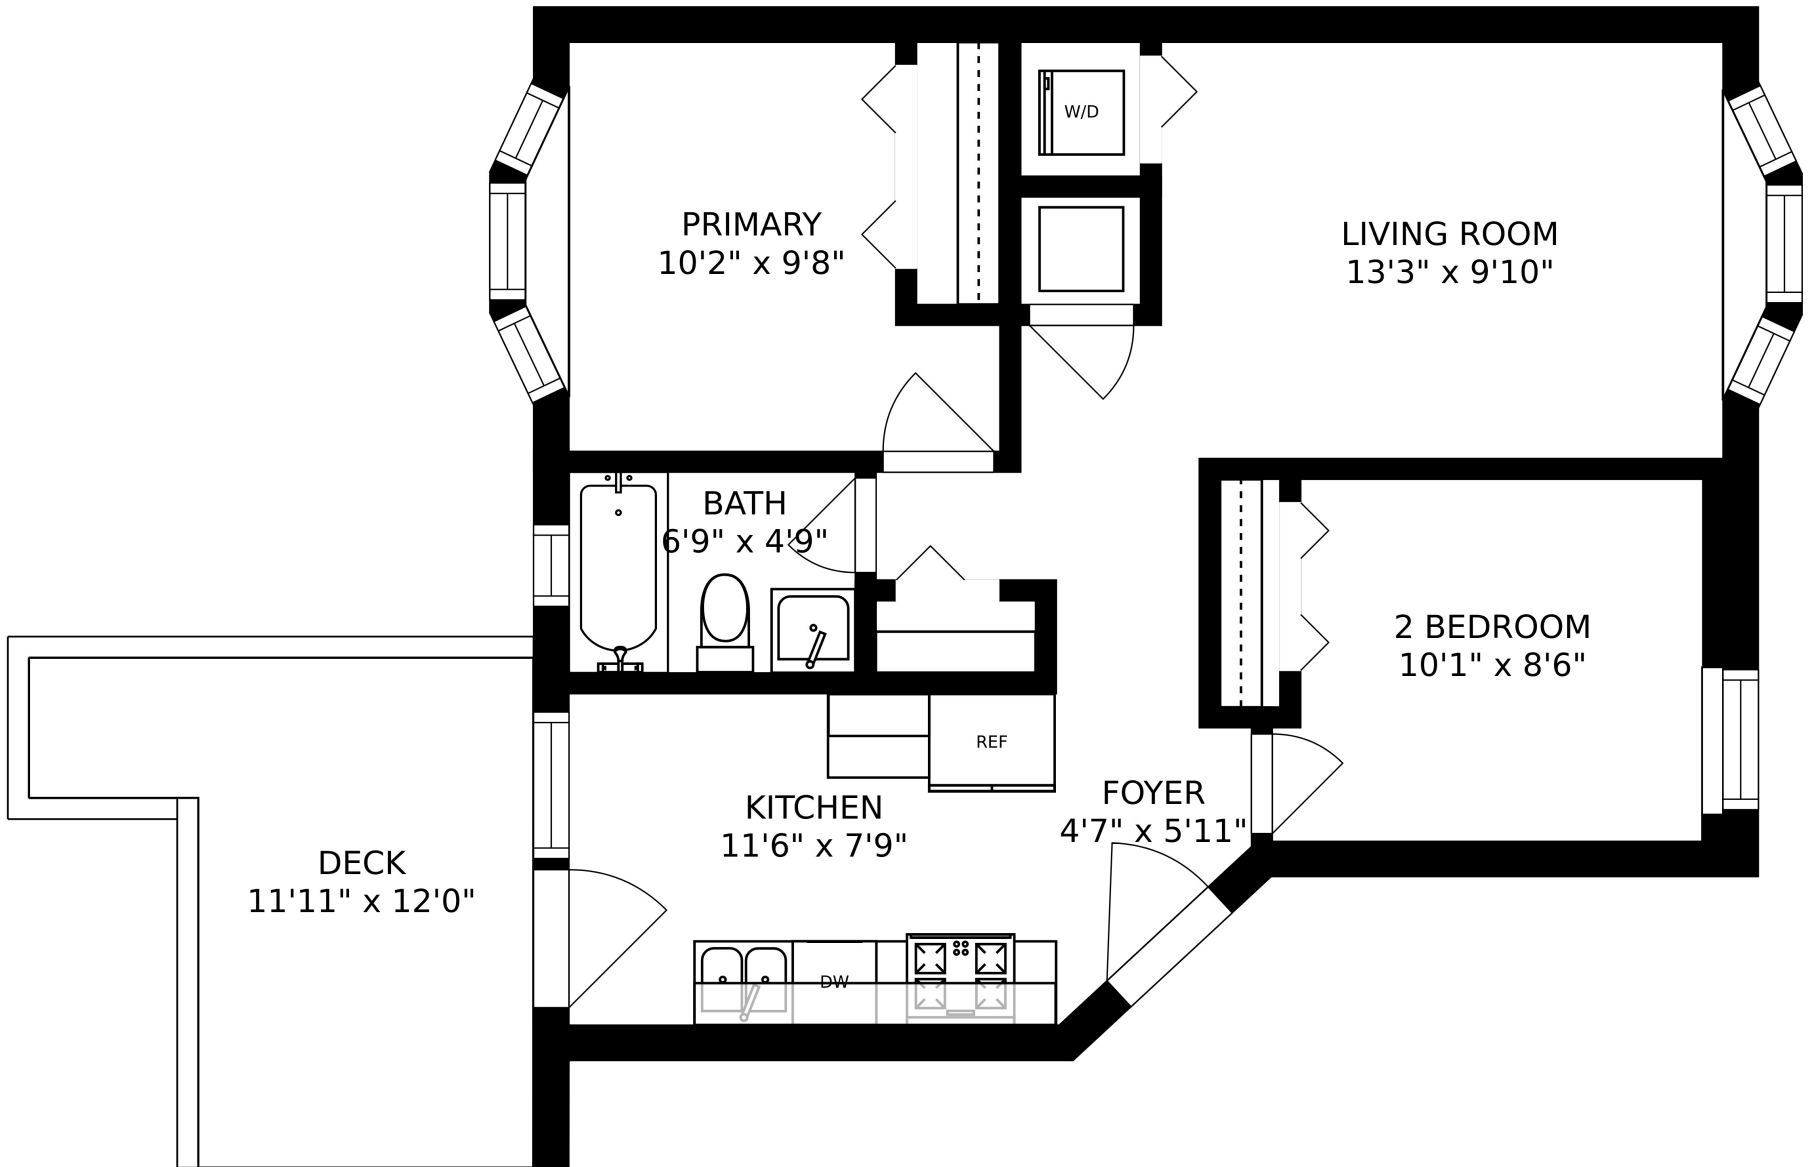 W/D
PRIMARY
10'2" x 9'8"
LIVING ROOM
13'3" x 9'10"
BATH
6'9" x 4'9"
2 BEDROOM
10'1" x 8'6"
REF
KITCHEN
11'6" x 7'9"
FOYER
4'7" x 5'11"
DECK
11'11" x 12'0"
DW